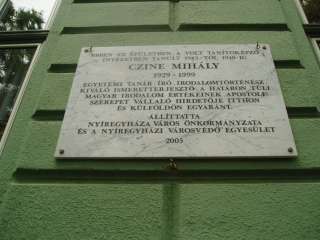 EBBEN AZ ÉPÜLETBEN A VOLT TANÍTÓKÉPZŐ
INTÉZETBEN TANULT 1943-TÓL 1948-IG
CZINE MIHÁLY
1929-1999
EGYETEMI TANÁR, ÍRÓ, IRODALOMTÖRTÉNÉSZ
KIVÁLÓ ISMERETTERJESZTŐ, A HATÁRON TÚLI
MAGYAR IRODALOM ÉRTÉKEINEK APOSTOLI
SZEREPET VÁLLALÓ HIRDETŐJE ITTHON
ÉS KÜLFÖLDÖN EGYARÁNT.
ÁLLÍTTATTA
NYÍREGYHÁZA VÁROS ÖNKORMÁNYZATA
ÉS A NYÍREGYHÁZI VÁROSVÉDŐ EGYESÜLET
2005